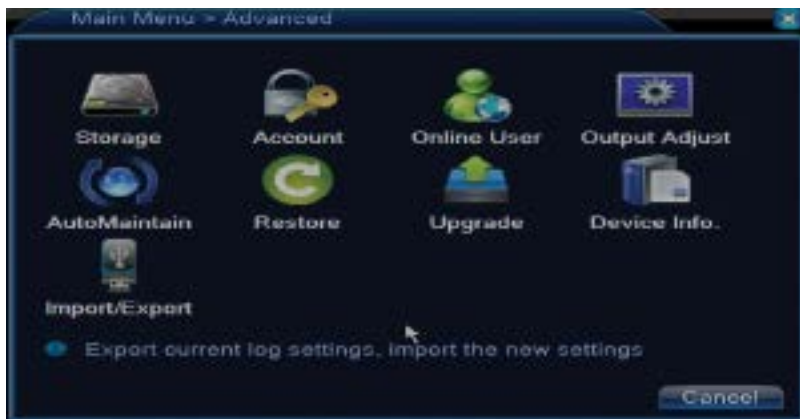 Main Menu > Advanced
Storage Account Online User Output Adjust
AutoMaintain Restore Upgrade Device Info.
Import/Export
Export current log settings, import the new settings
Cancel